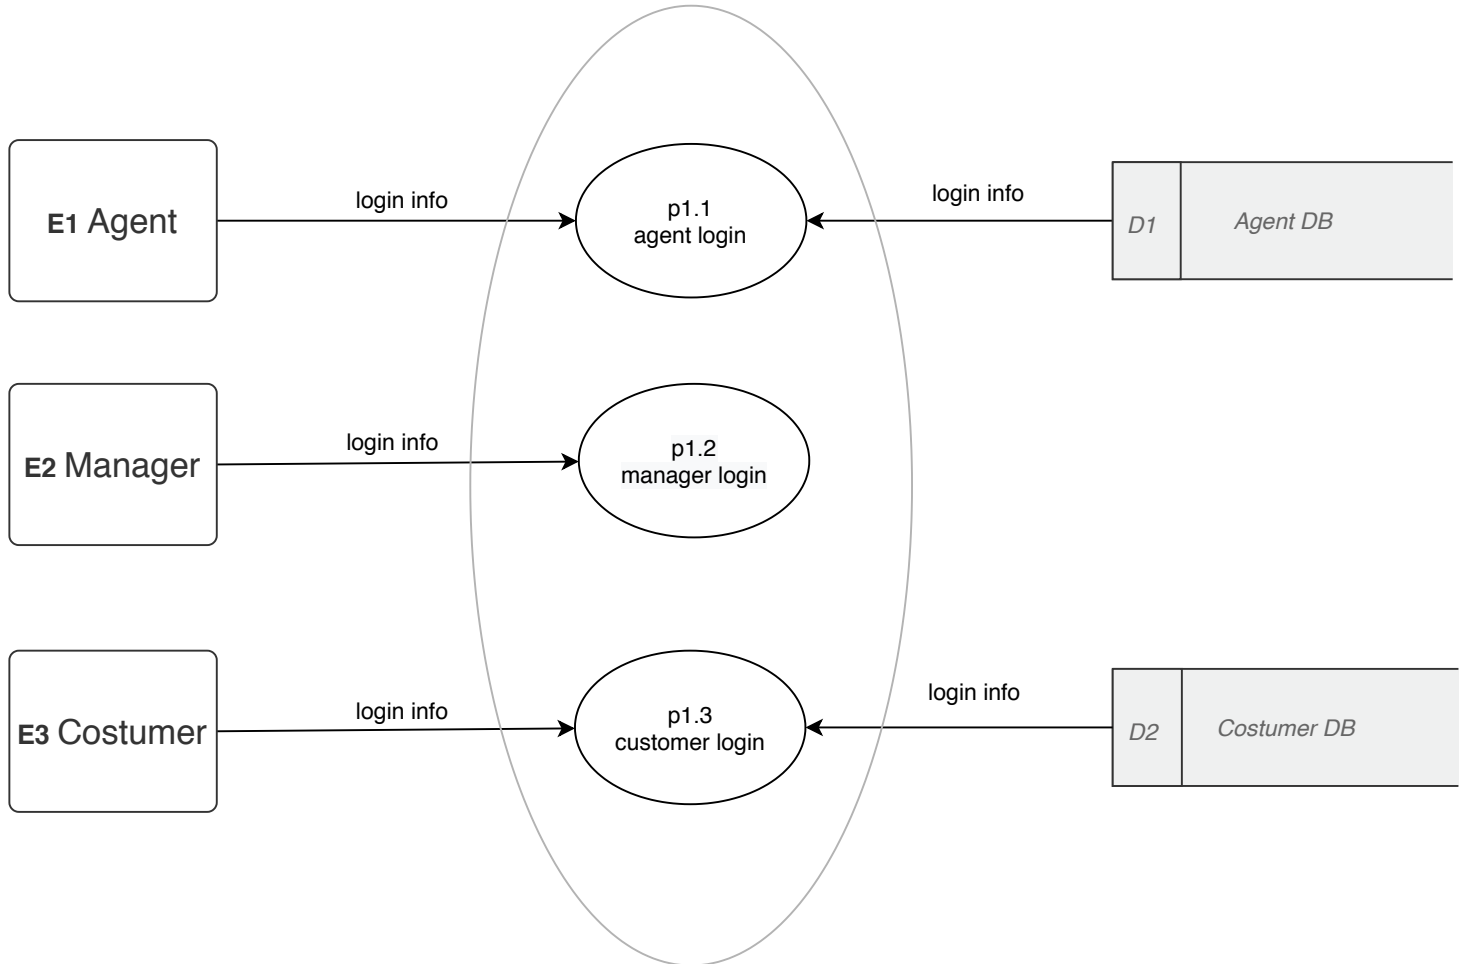 login info
login info
E1 Agent
p1.1
agent login
D1
Agent DB
login info
E2 Manager
p1.2
manager login
login info
login info
E3 Costumer
p1.3
customer login
D2
Costumer DB